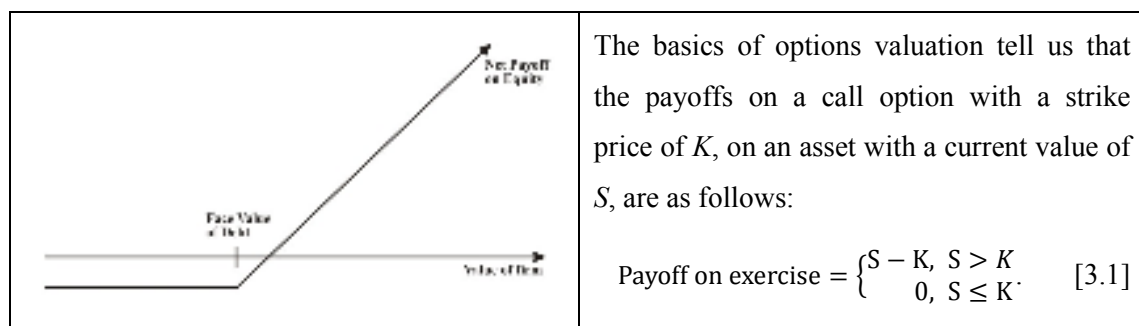 Net Payoff
on Equity
Face Value
of Debt
Value of Firm
The basics of options valuation tell us that
the payoffs on a call option with a strike
price of K, on an asset with a current value of
S, are as follows:
Payoff on exercise = {S − K, S > K
0, S ≤ K. [3.1]